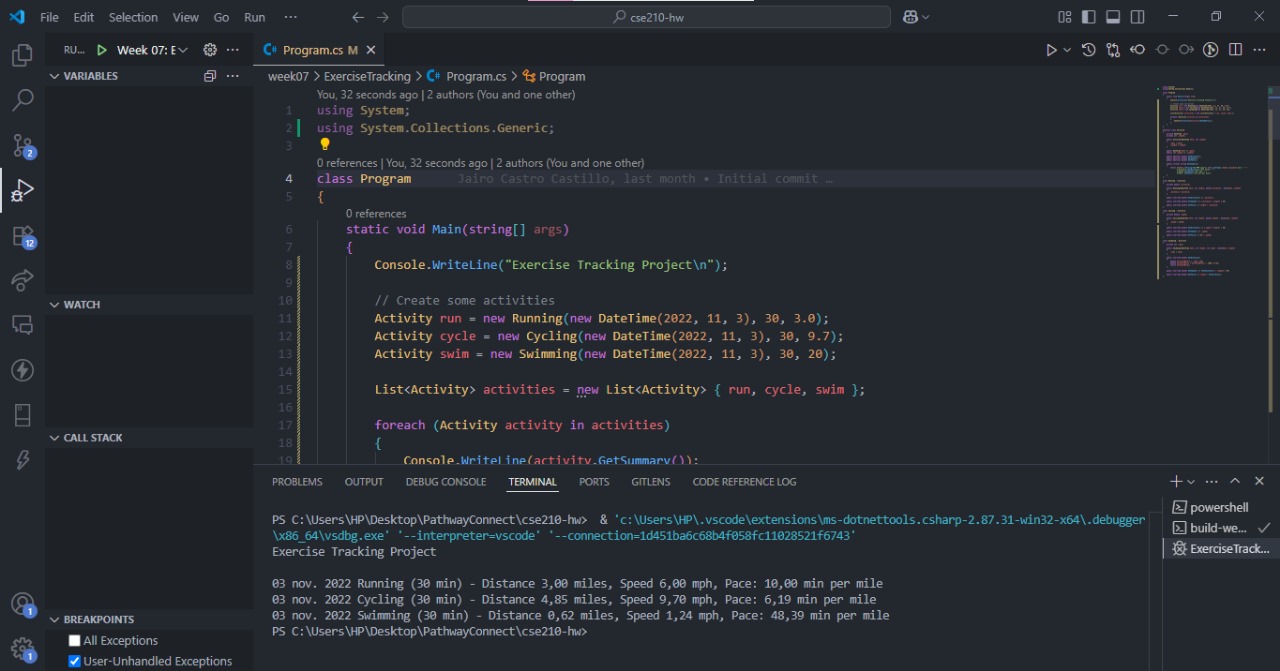 File Edit Selection View Go Run ··· cse210-hw
RU... Week 07: E ···
Program.cs M
VARIABLES
week07 > ExerciseTracking > Program.cs > Program
You, 32 seconds ago | 2 authors (You and one other)
1 using System;
2 using System.Collections.Generic;
3
0 references | You, 32 seconds ago | 2 authors (You and one other)
4 class Program Jairo Castro Castillo, last month • Initial commit …
5 {
0 references
6 static void Main(string[] args)
7 {
8 Console.WriteLine("Exercise Tracking Project\n");
9
10 // Create some activities
11 Activity run = new Running(new DateTime(2022, 11, 3), 30, 3.0);
12 Activity cycle = new Cycling(new DateTime(2022, 11, 3), 30, 9.7);
13 Activity swim = new Swimming(new DateTime(2022, 11, 3), 30, 20);
14
15 List<Activity> activities = new List<Activity> { run, cycle, swim };
16
17 foreach (Activity activity in activities)
18 {
19 Console.WriteLine(activity.GetSummary());
2
12
WATCH
CALL STACK
BREAKPOINTS
All Exceptions
User-Unhandled Exceptions
1
1
PROBLEMS OUTPUT DEBUG CONSOLE TERMINAL PORTS GITLENS CODE REFERENCE LOG
PS C:\Users\HP\Desktop\PathwayConnect\cse210-hw> & 'c:\Users\HP\.vscode\extensions\ms-dotnettools.csharp-2.87.31-win32-x64\.debugger
\x86_64\vsdbg.exe' '--interpreter=vscode' '--connection=1d451ba6c68b4f058fc11028521f6743'
Exercise Tracking Project
03 nov. 2022 Running (30 min) - Distance 3,00 miles, Speed 6,00 mph, Pace: 10,00 min per mile
03 nov. 2022 Cycling (30 min) - Distance 4,85 miles, Speed 9,70 mph, Pace: 6,19 min per mile
03 nov. 2022 Swimming (30 min) - Distance 0,62 miles, Speed 1,24 mph, Pace: 48,39 min per mile
PS C:\Users\HP\Desktop\PathwayConnect\cse210-hw>
powershell
build-we...
ExerciseTrack...